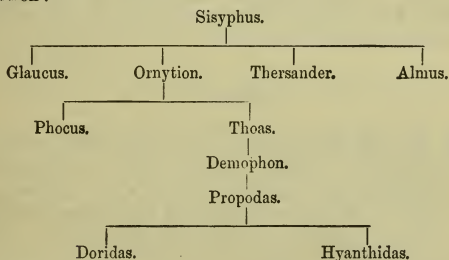 Sisyphus.
Glaucus. Ornytion. Thersander. Almus.
Phocus. Thoas.
Demophon.
Propodas.
Doridas. Hyanthidas.